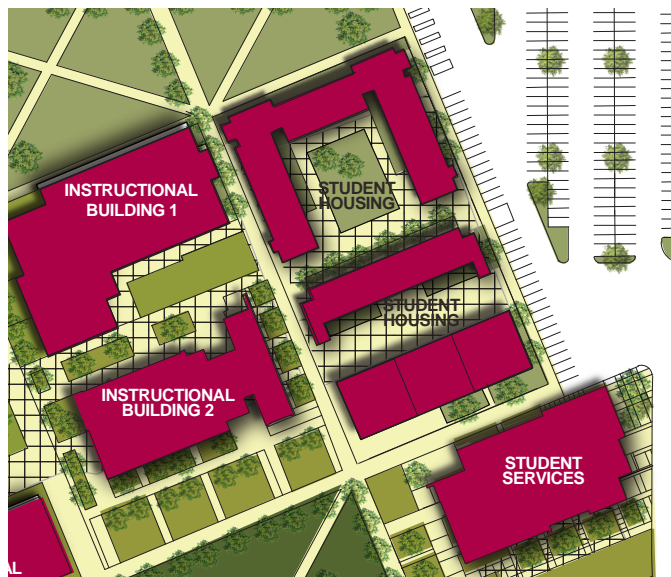 INSTRUCTIONAL
BUILDING 1
STUDENT
HOUSING
STUDENT
HOUSING
INSTRUCTIONAL
BUILDING 2
STUDENT
SERVICES
AL